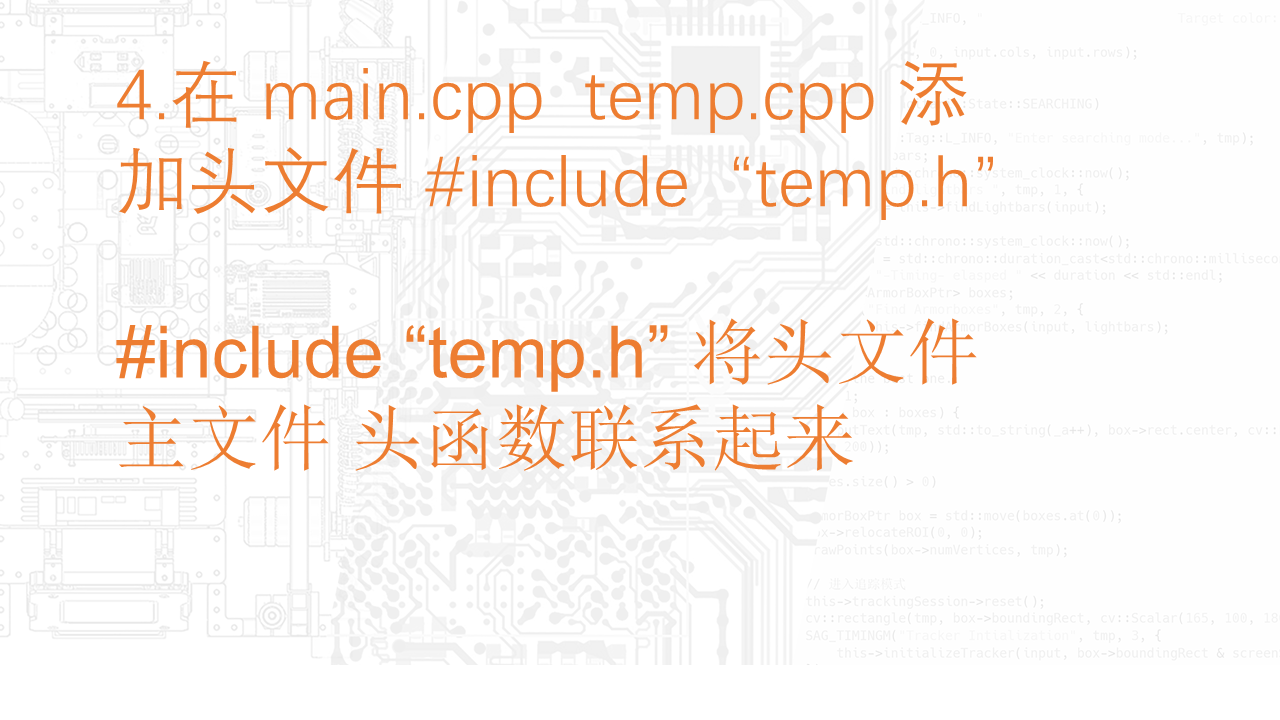 4.在 main.cpp  temp.cpp 添
加头文件 #include  “temp.h”
#include “temp.h” 将头文件
主文件 头函数联系起来
_INFO, "
Target color:
, 0, input.cols, input.rows);
State::SEARCHING)
:Tag::L_INFO, "Enter searching mode...", tmp);
bars;
system_clock::now();
", tmp, 1, {
findLightbars(input);
std::chrono::system_clock::now();
= std::chrono::duration_cast<std::chrono::milliseco
"-Timing- elasped " << duration << std::endl;
ArmorBoxPtr> boxes;
"Find Armorboxes", tmp, 2, {
ArmorBoxes(input, lightbars);
box : boxes) {
tText(tmp, std::to_string(_a++), box->rect.center, cv::
es.size() > 0)
morBoxPtr box = std::move(boxes.at(0));
ox->relocateROI(0, 0);
rawPoints(box->numVertices, tmp);
// 进入追踪模式
this->trackingSession->reset();
cv::rectangle(tmp, box->boundingRect, cv::Scalar(165, 100, 18
SAG_TIMINGM("Tracker Initialization", tmp, 3, {
this->initializeTracker(input, box->boundingRect & screen